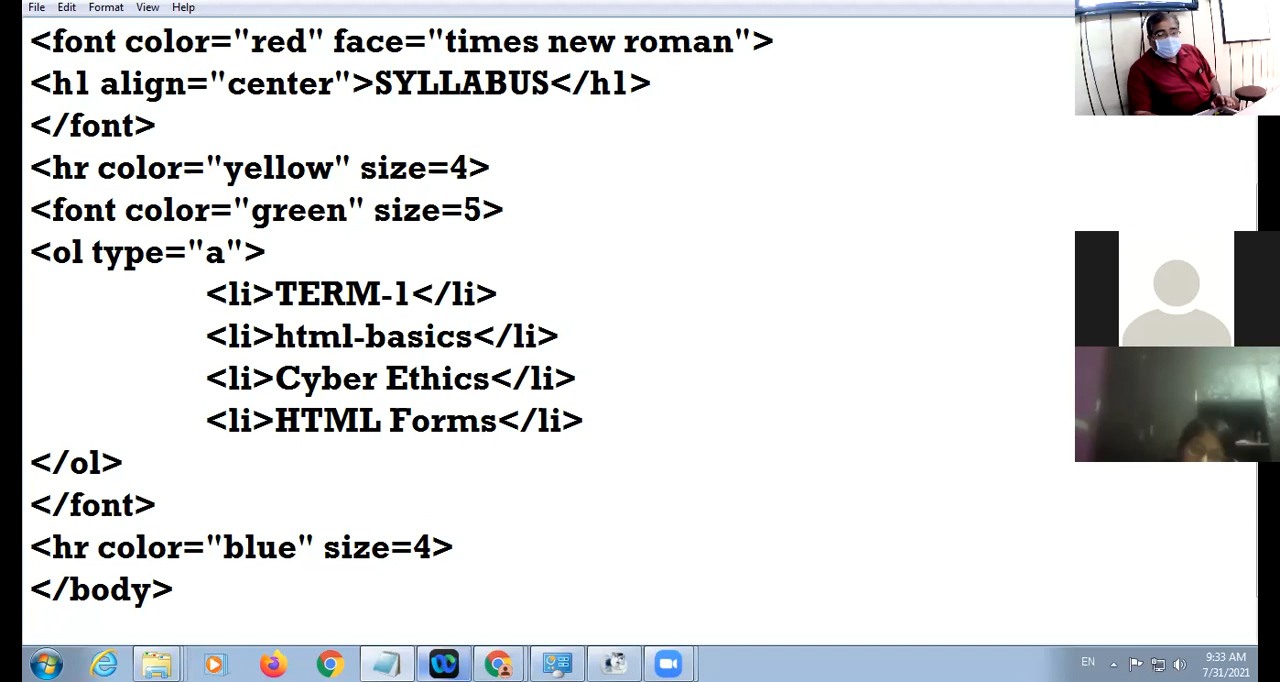 File Edit Format View Help
<font color="red" face="times new roman">
<h1 align="center">SYLLABUS</h1>
</font>
<hr color="yellow" size=4>
<font color="green" size=5>
<ol type="a">
<li>TERM-1</li>
<li>html-basics</li>
<li>Cyber Ethics</li>
<li>HTML Forms</li>
</ol>
</font>
<hr color="blue" size=4>
</body>
EN
9:33 AM
7/31/2021